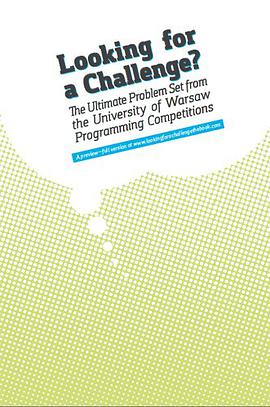 Looking for
a Challenge?
The Ultimate Problem Set from
the University of Warsaw
Programming Competitions
A preview–full version at www.lookingforachallengethebook.com